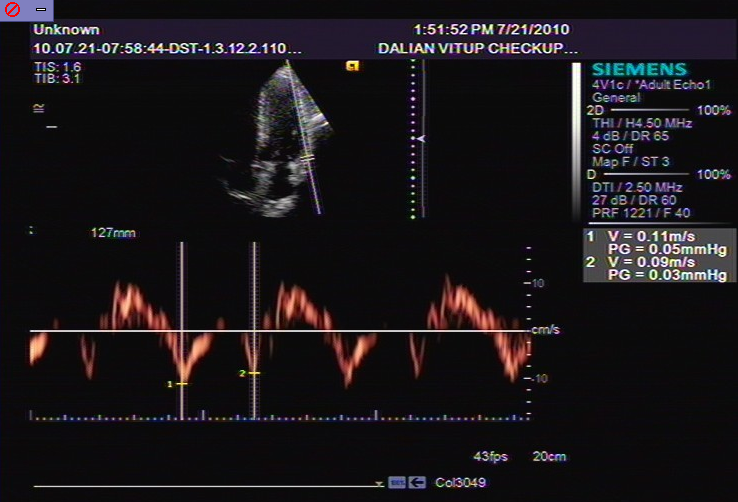 Unknown
1:51:52 PM 7/21/2010
10.07.21-07:58:44-DST-1.3.12.2.110...
DALIAN VITUP CHECKUP...
TIS: 1.6
TIB: 3.1
SIEMENS
4V1c / *Adult Echo1
General
2D 100%
THI / H4.50 MHz
4 dB / DR 65
SC Off
Map F / ST 3
D 100%
DTI / 2.50 MHz
27 dB / DR 60
PRF 1221 / F 40
1 V = 0.11m/s
PG = 0.05mmHg
2 V = 0.09m/s
PG = 0.03mmHg
127mm
10
cm/s
-10
1
2
43fps 20cm
Col3049